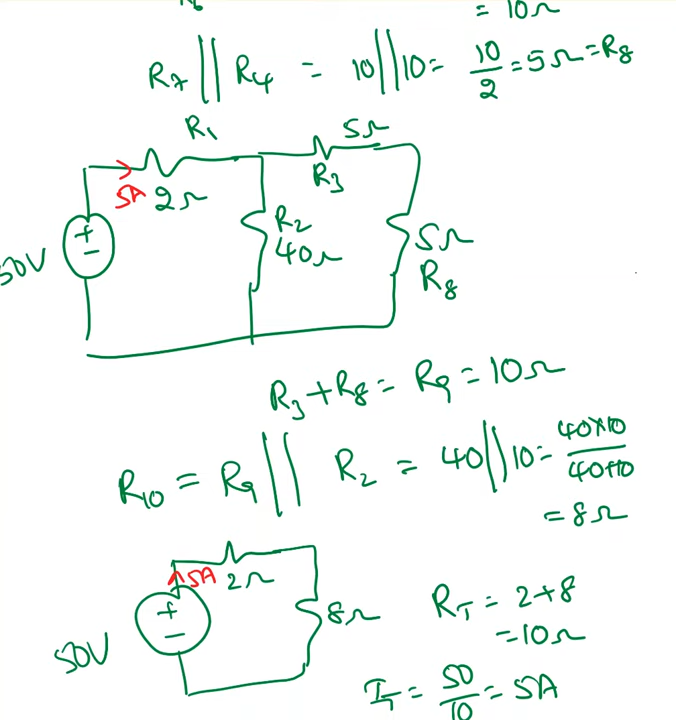 = 10Ω
R7 || R4 = 10||10 = 10/2 = 5Ω = R8
R1
5Ω
5A 2Ω
R3
R2
40Ω
50V
5Ω
R8
R3 + R8 = R9 = 10Ω
R10 = R9 || R2 = 40||10 = 40×10/40+10
= 8Ω
5A 2Ω
8Ω
50V
RT = 2+8
= 10Ω
IT = 50/10 = 5A